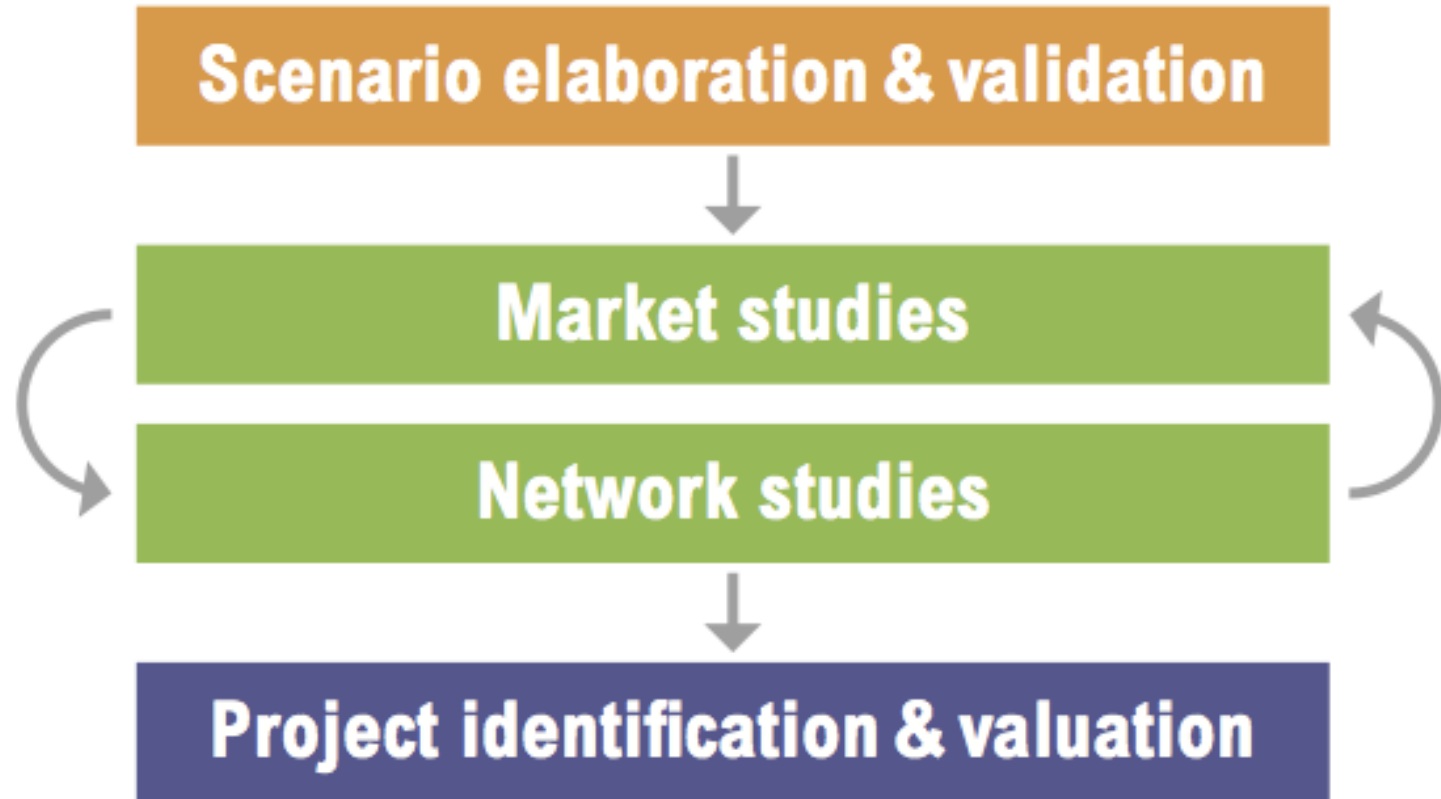 Scenario elaboration & validation
Market studies
Network studies
Project identification & valuation